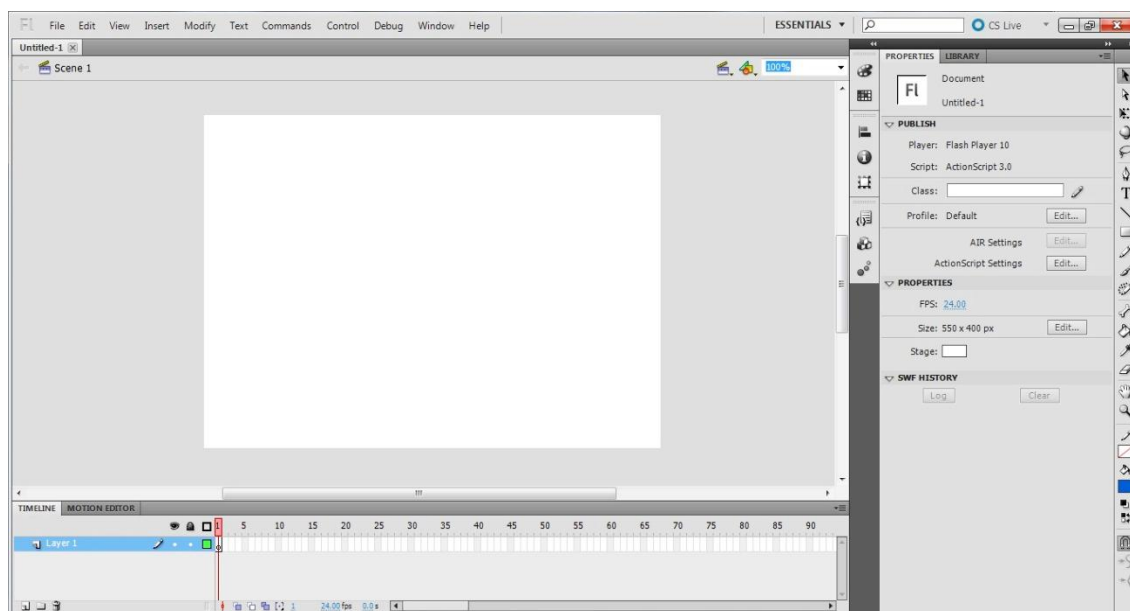 Fl File Edit View Insert Modify Text Commands Control Debug Window Help ESSENTIALS CS Live
Untitled-1
Scene 1 100%
PROPERTIES LIBRARY
Fl
Document
Untitled-1
PUBLISH
Player: Flash Player 10
Script: ActionScript 3.0
Class:
Profile: Default Edit...
AIR Settings Edit...
ActionScript Settings Edit...
PROPERTIES
FPS: 24.00
Size: 550 x 400 px Edit...
Stage:
SWF HISTORY
Log Clear
TIMELINE MOTION EDITOR
1 5 10 15 20 25 30 35 40 45 50 55 60 65 70 75 80 85 90
Layer 1
1 24.00 fps 0.0 s